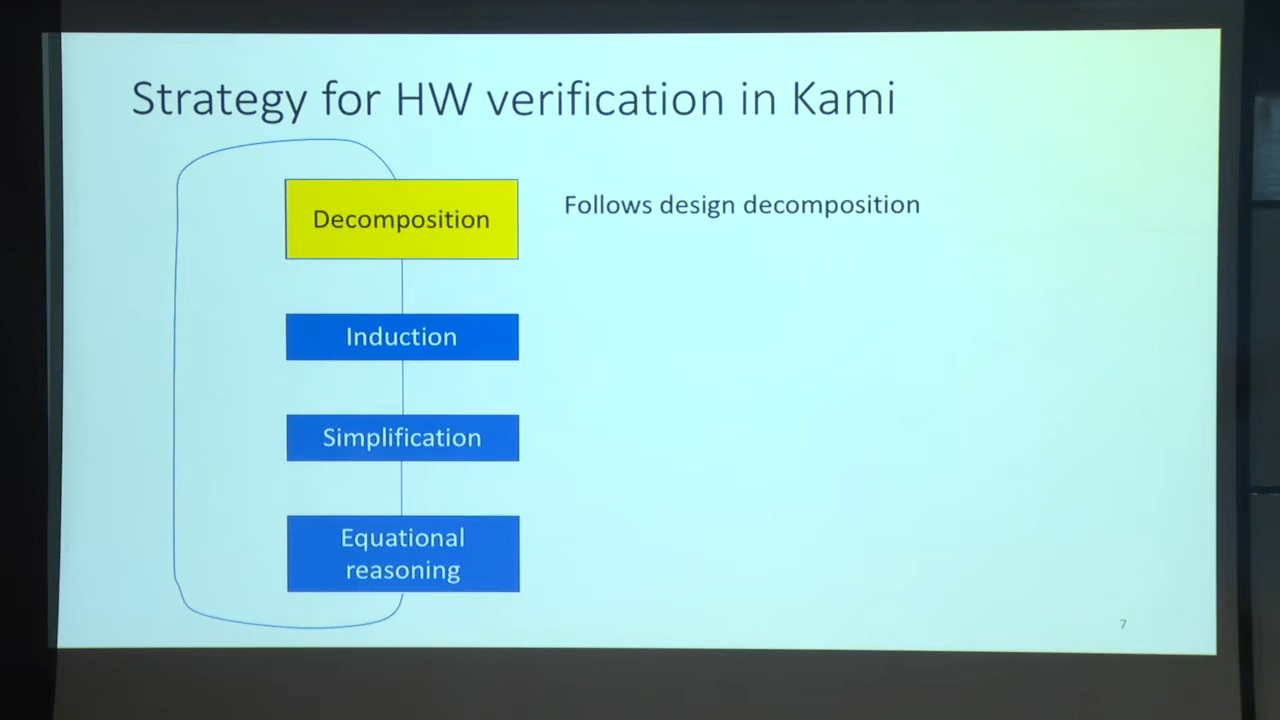 Strategy for HW verification in Kami
Decomposition
Follows design decomposition
Induction
Simplification
Equational
reasoning
7